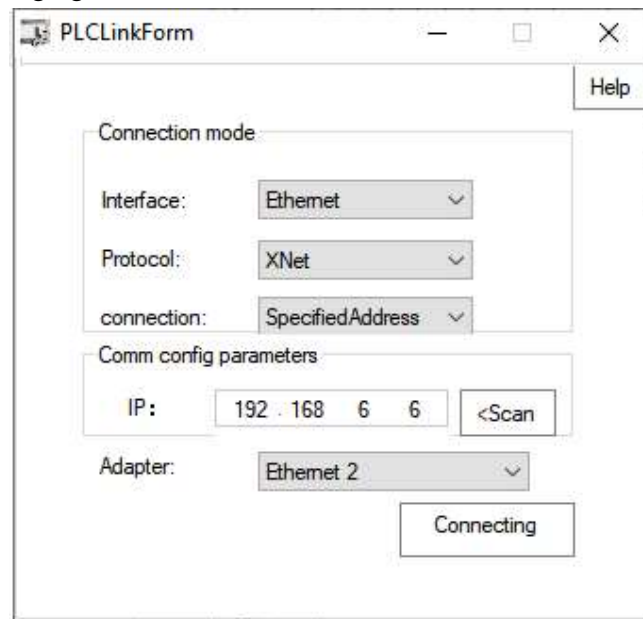 PLCLinkForm
Help
Connection mode
Interface: Ethernet
Protocol: XNet
connection: SpecifiedAddress
Comm config parameters
IP: 192 . 168 6 6 <Scan
Adapter: Ethernet 2
Connecting